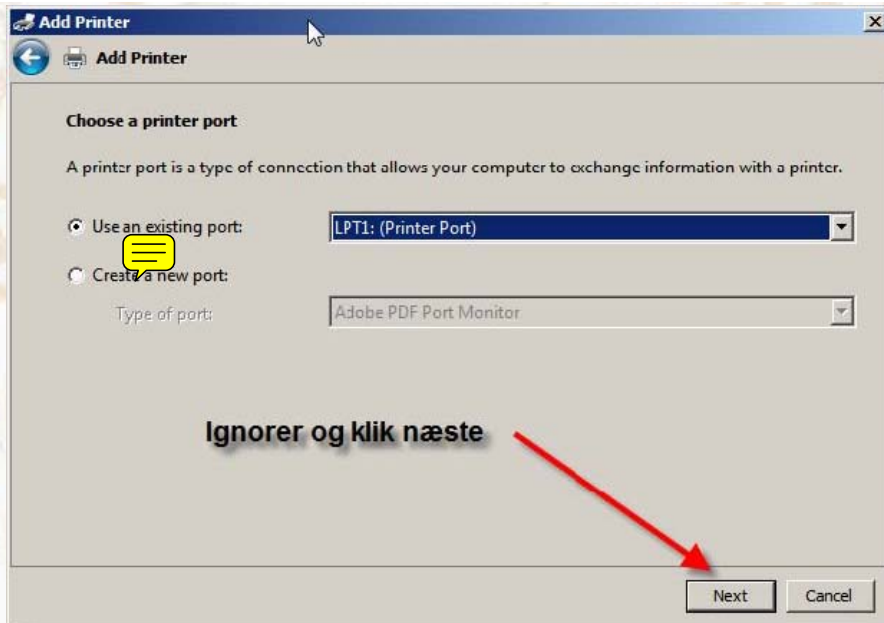 Add Printer
Add Printer
Choose a printer port
A printer port is a type of connection that allows your computer to exchange information with a printer.
Use an existing port: LPT1: (Printer Port)
Create a new port:
Type of port: Adobe PDF Port Monitor
Ignorer og klik næste
Next Cancel